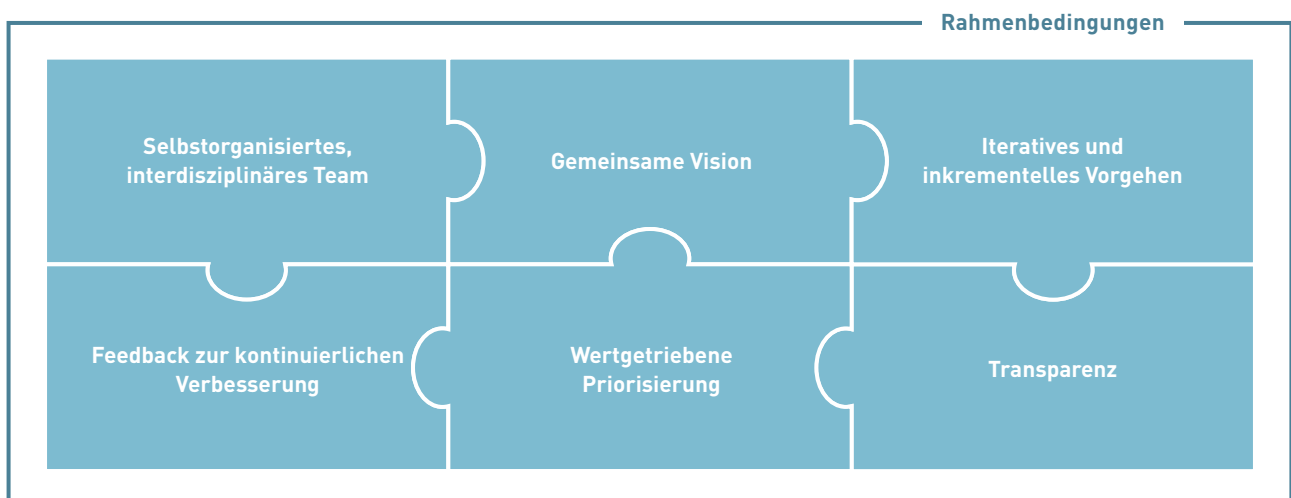 Rahmenbedingungen
Selbstorganisiertes,
interdisziplinäres Team
Gemeinsame Vision
Iteratives und
inkrementelles Vorgehen
Feedback zur kontinuierlichen
Verbesserung
Wertgetriebene
Priorisierung
Transparenz